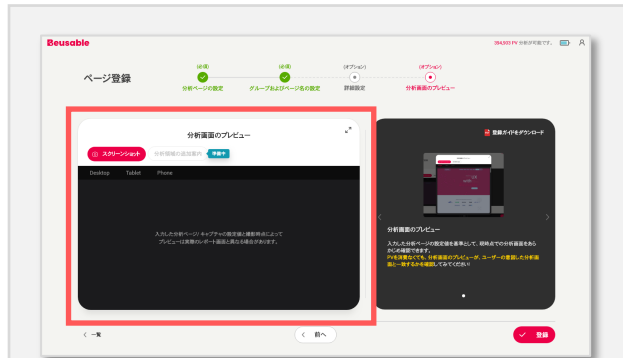 Beusable
394,503 PV 分析が可能です。
ページ登録
(必須)
(必須)
(オプション)
(オプション)
分析ページの設定
グループおよびページ名の設定
詳細設定
分析画面のプレビュー
分析画面のプレビュー
スクリーンショット
分析領域の追加案内
準備中
Desktop Tablet Phone
入力した分析ページ/キャプチャの設定値と撮影時点によって
プレビューは実際のレポート画面と異なる場合があります。
登録ガイドをダウンロード
分析画面のプレビュー
入力した分析ページの設定値を基準として、現時点での分析画面をあら
かじめ確認できます。
PVを消費なくても、分析画面のプレビューが、ユーザーの意図した分析画
面と一致するかを確認してみてください!
一覧
前へ
登録